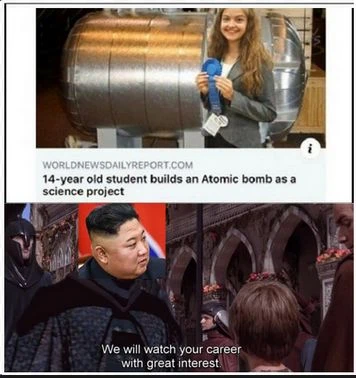 WORLDNEWSDAILYREPORT.COM
14-year old student builds an Atomic bomb as a
science project
We will watch your career
with great interest.